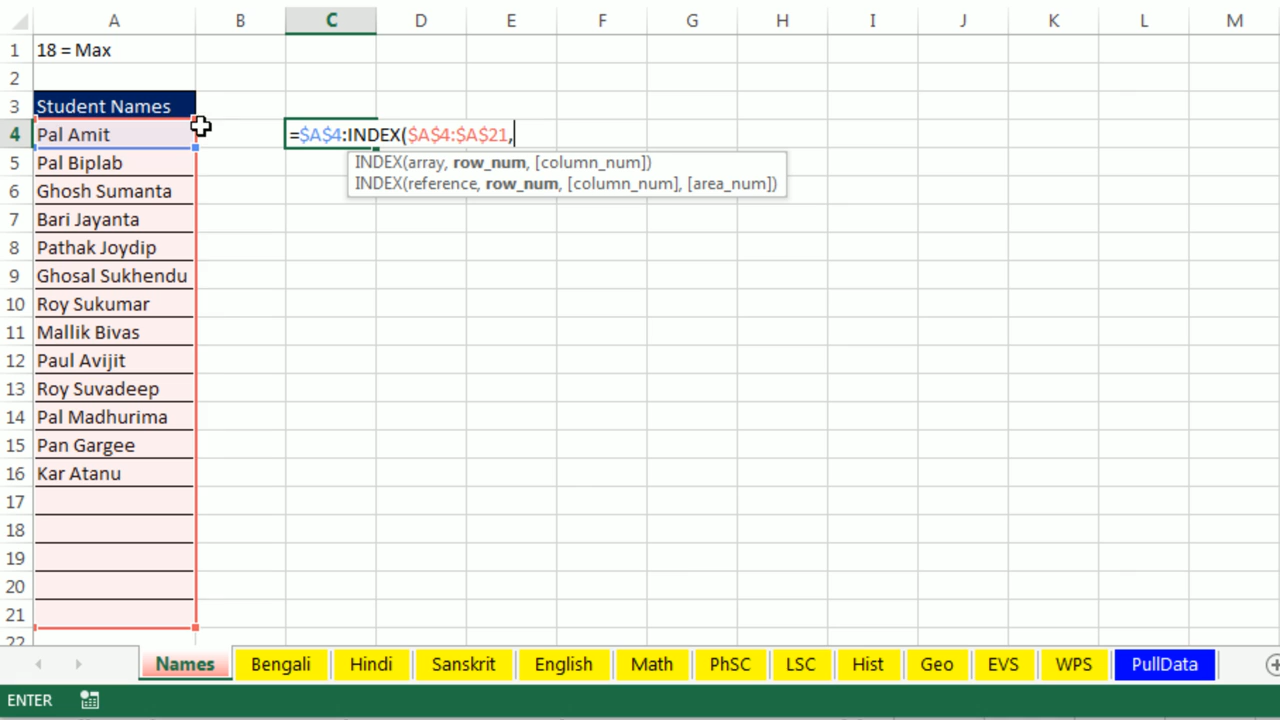 A B C D E F G H I J K L M
1 18 = Max
2
3 Student Names
4 Pal Amit =$A$4:INDEX($A$4:$A$21,
5 Pal Biplab INDEX(array, row_num, [column_num])
INDEX(reference, row_num, [column_num], [area_num])
6 Ghosh Sumanta
7 Bari Jayanta
8 Pathak Joydip
9 Ghosal Sukhendu
10 Roy Sukumar
11 Mallik Bivas
12 Paul Avijit
13 Roy Suvadeep
14 Pal Madhurima
15 Pan Gargee
16 Kar Atanu
17
18
19
20
21
22
Names Bengali Hindi Sanskrit English Math PhSC LSC Hist Geo EVS WPS PullData
ENTER